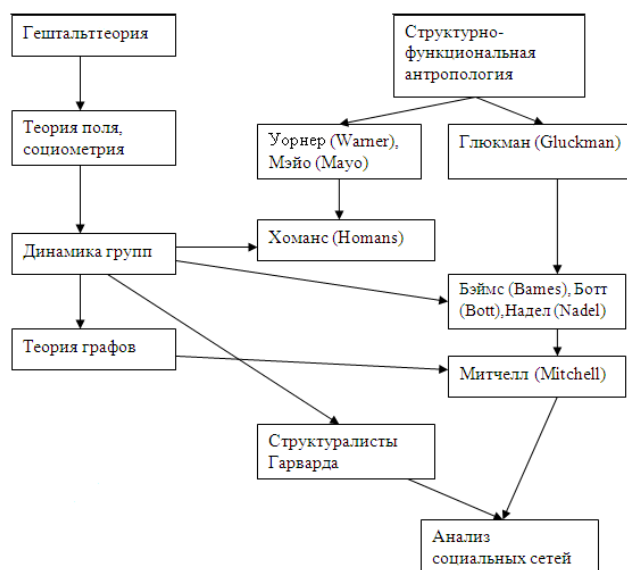 Гештальттеория
Структурно-
функциональная
антропология
Теория поля,
социометрия
Уорнер (Warner),
Мэйо (Mayo)
Глюкман (Gluckman)
Динамика групп
Хоманс (Homans)
Бэймс (Bames), Ботт
(Bott),Надел (Nadel)
Теория графов
Митчелл (Mitchell)
Структуралисты
Гарварда
Анализ
социальных сетей